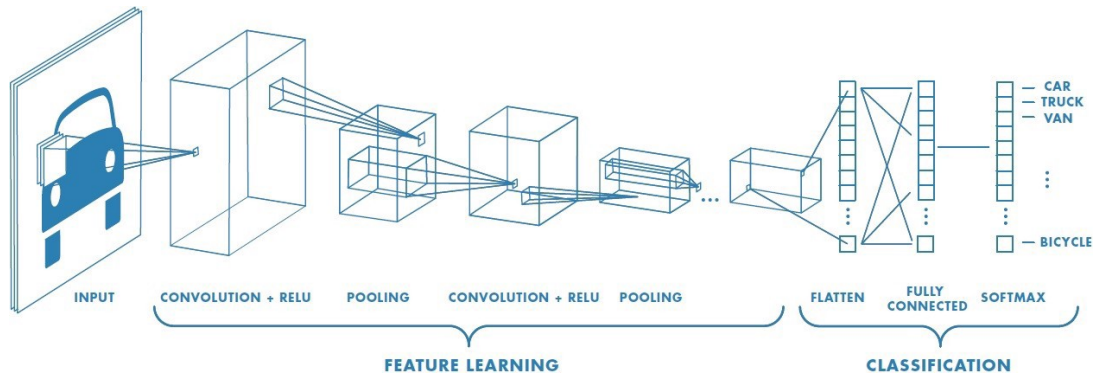 CAR
TRUCK
VAN
BICYCLE
INPUT
CONVOLUTION + RELU
POOLING
CONVOLUTION + RELU
POOLING
FLATTEN
FULLY
CONNECTED
SOFTMAX
FEATURE LEARNING
CLASSIFICATION